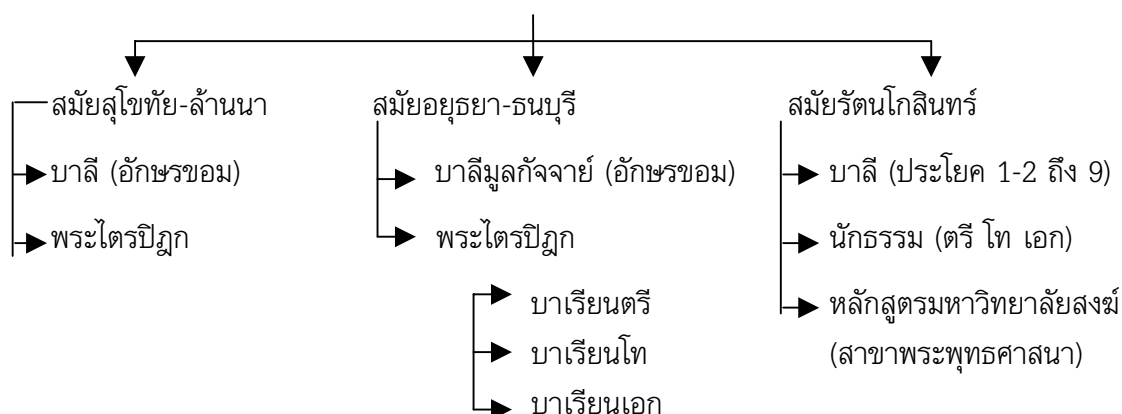 สมัยสุโขทัย-ล้านนา
บาลี (อักษรขอม)
พระไตรปิฎก
สมัยอยุธยา-ธนบุรี
บาลีมูลกัจจาย์ (อักษรขอม)
พระไตรปิฎก
บาเรียนตรี
บาเรียนโท
บาเรียนเอก
สมัยรัตนโกสินทร์
บาลี (ประโยค 1-2 ถึง 9)
นักธรรม (ตรี โท เอก)
หลักสูตรมหาวิทยาลัยสงฆ์
(สาขาพระพุทธศาสนา)